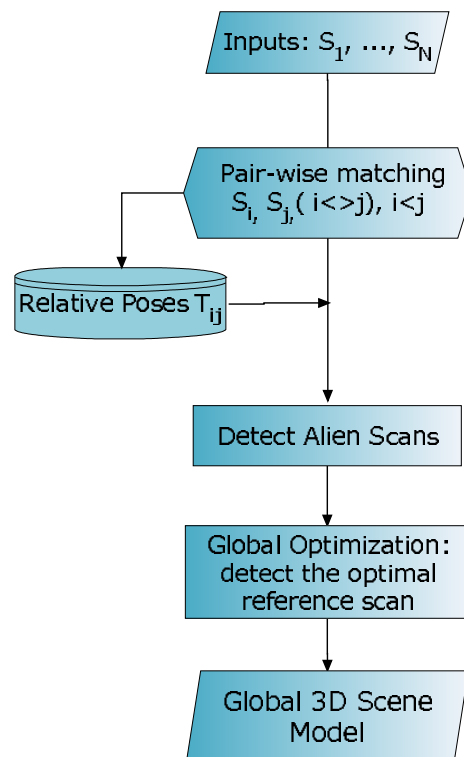 Inputs: S1, ..., SN
Pair-wise matching
Si, Sj,( i<>j), i<j
Relative Poses Tij
Detect Alien Scans
Global Optimization:
detect the optimal
reference scan
Global 3D Scene
Model